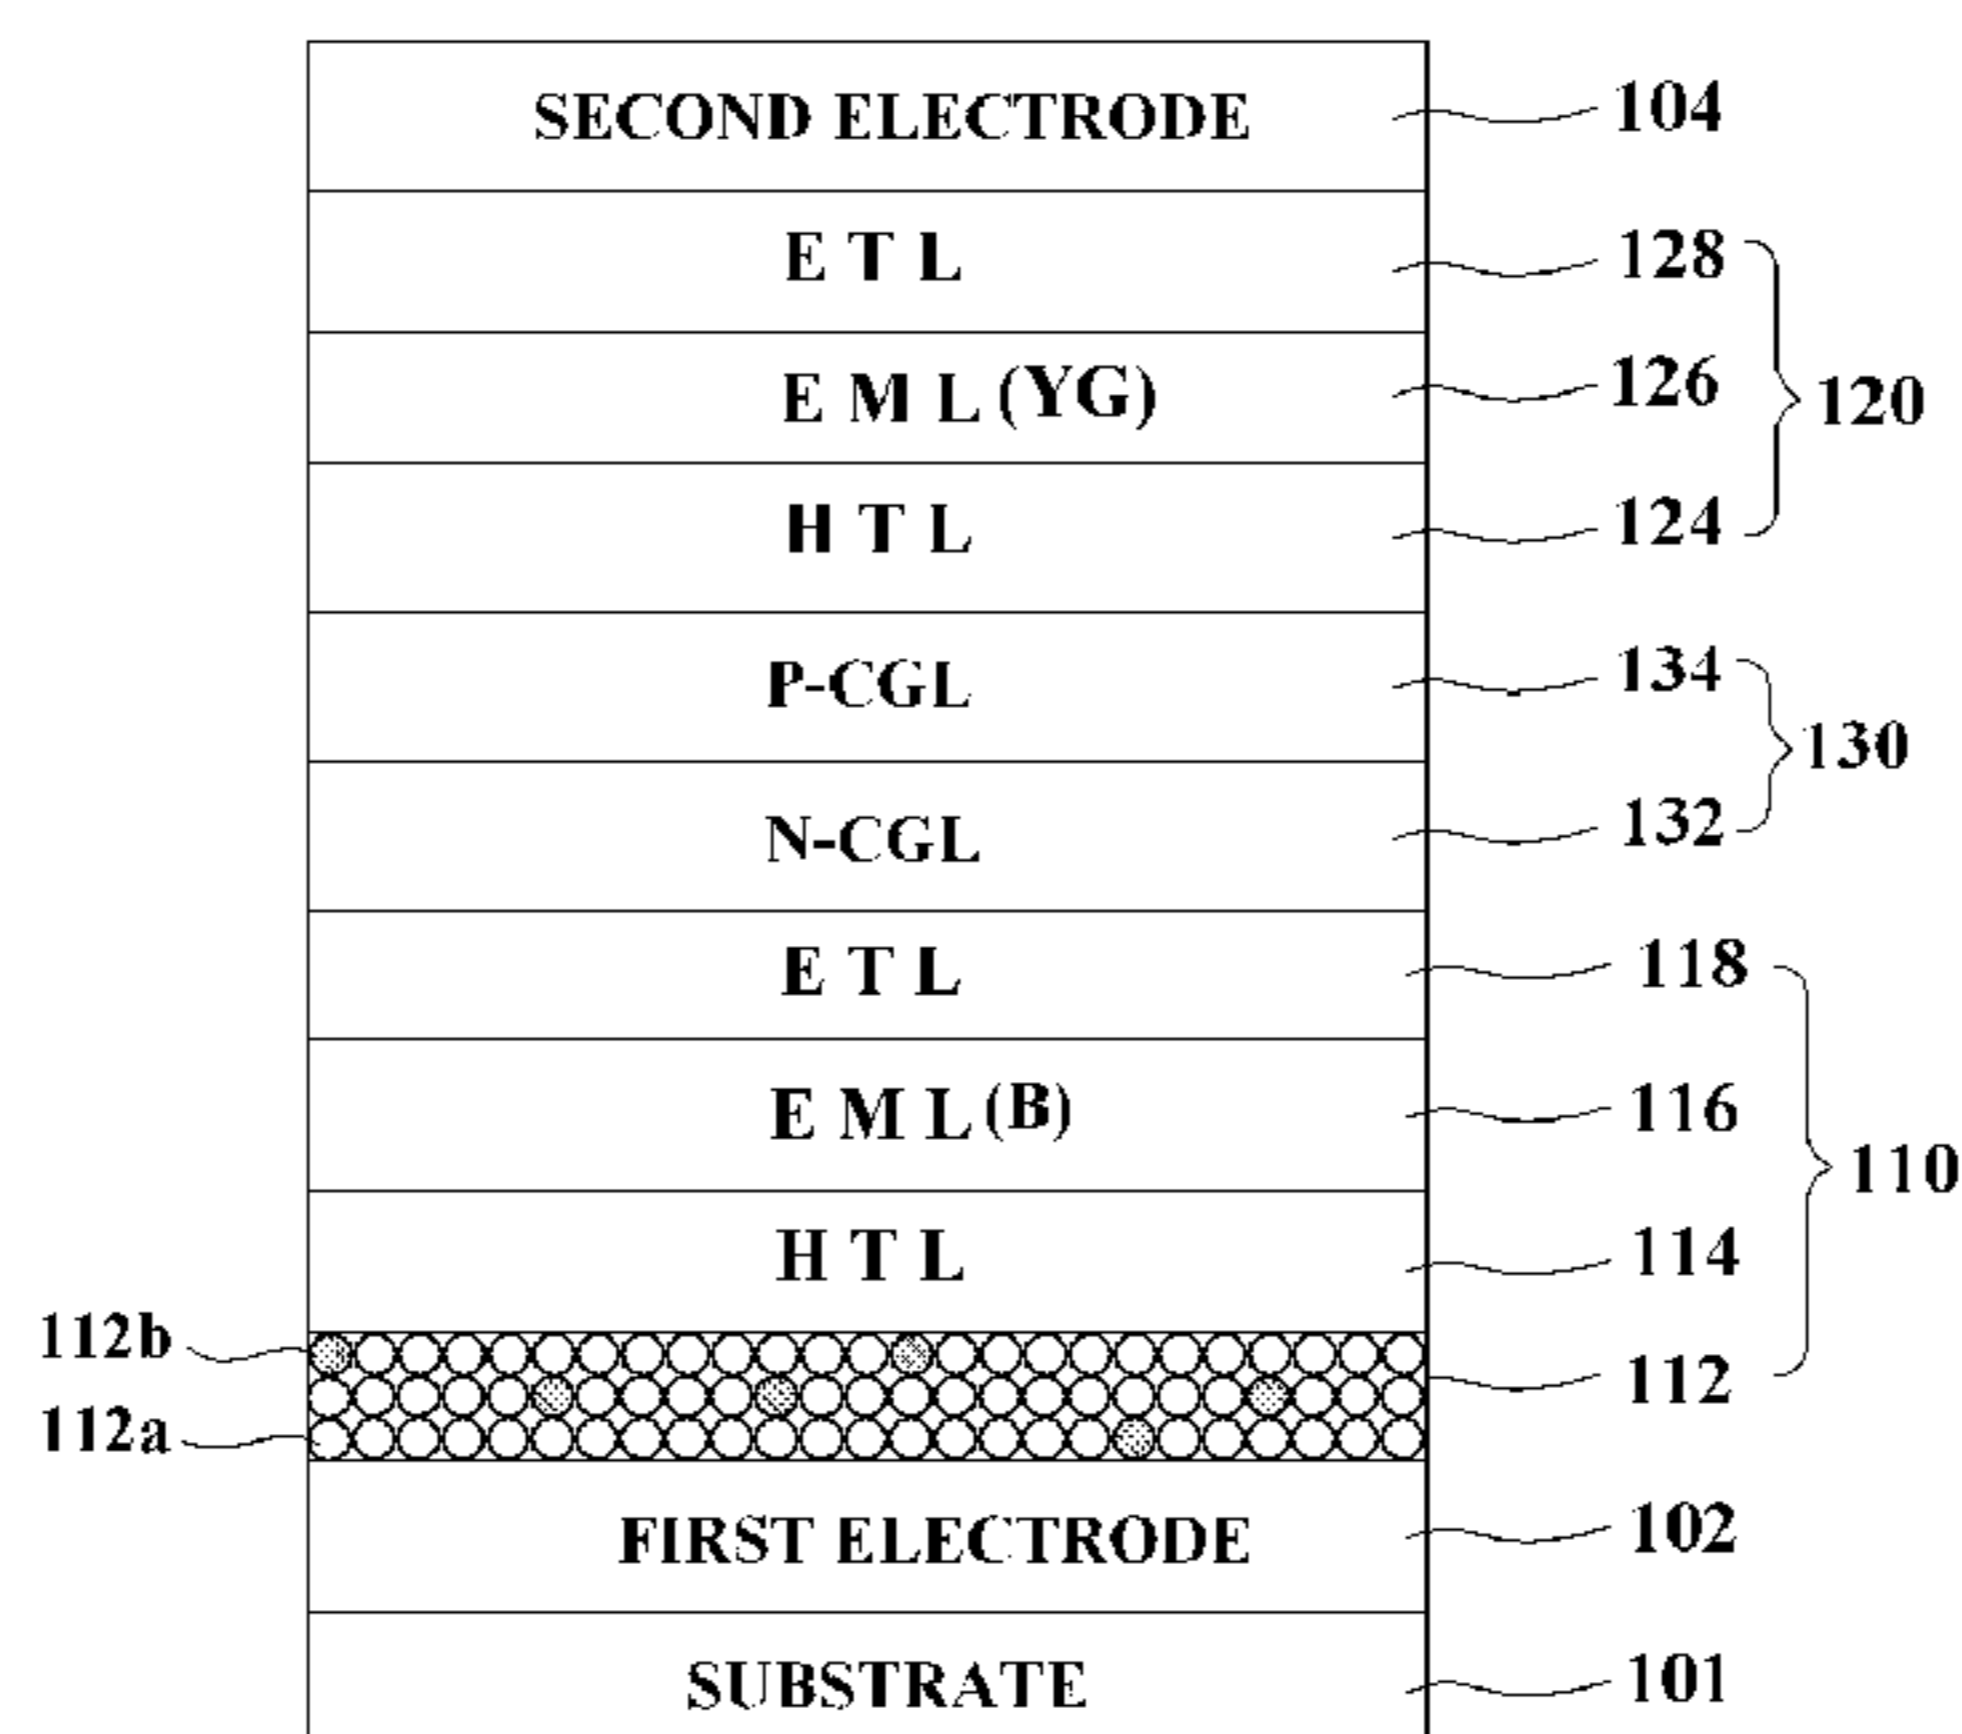 SECOND ELECTRODE 104
E T L 128
E M L (YG) 126
120
H T L 124
P-CGL 134
130
N-CGL 132
E T L 118
E M L (B) 116
110
H T L 114
112b
112
112a
FIRST ELECTRODE 102
SUBSTRATE 101